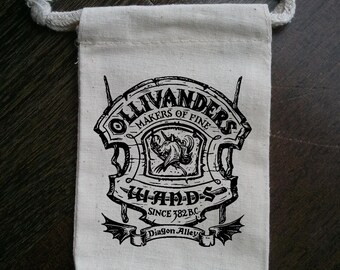 OLLIVANDERS
MAKERS OF FINE
WANDS
SINCE 382 B.C.
Diagon Alley